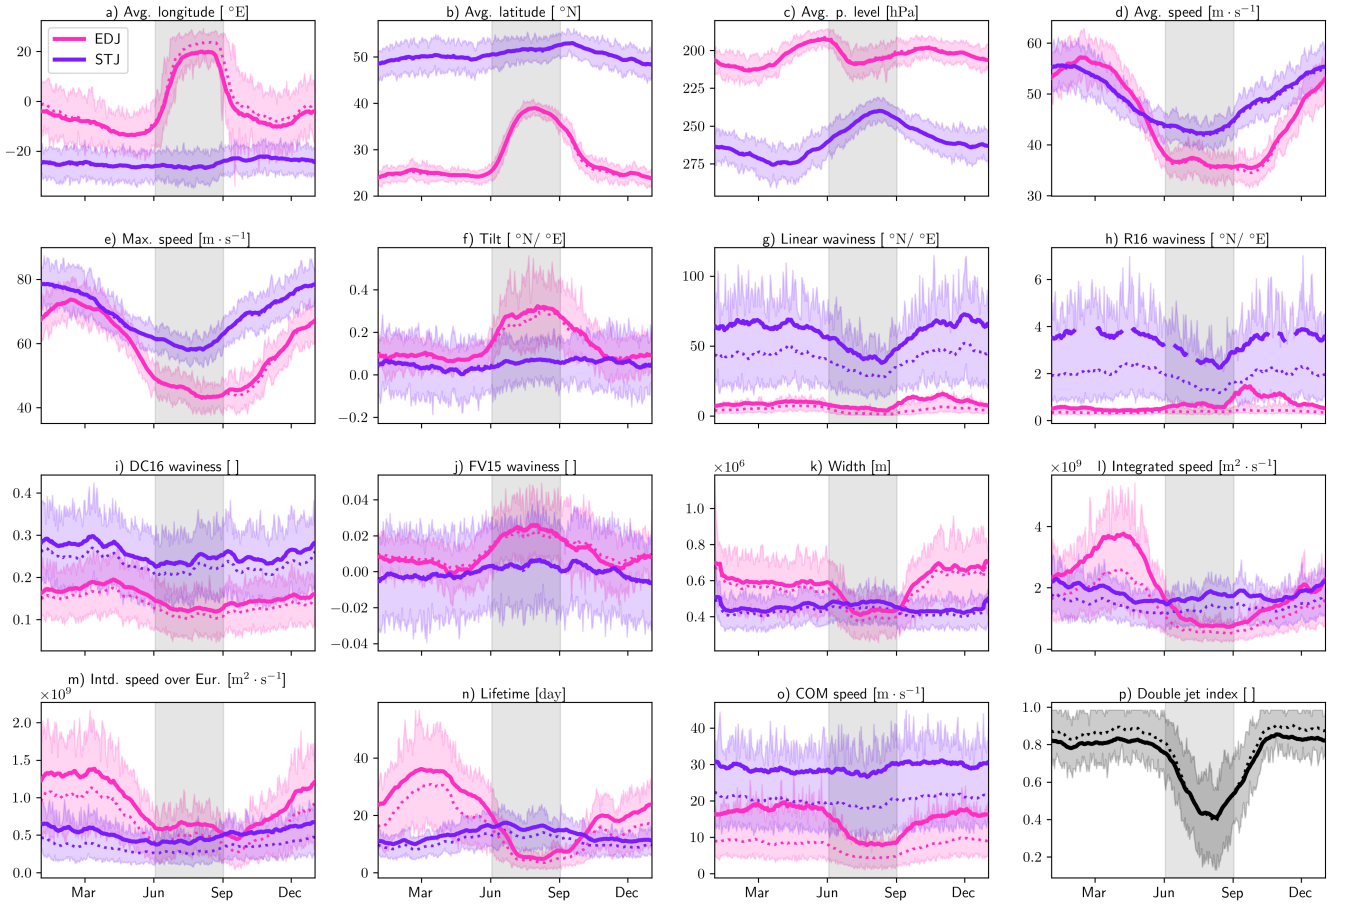 a) Avg. longitude [ °E]
b) Avg. latitude [ °N]
c) Avg. p. level [hPa]
d) Avg. speed [m · s⁻¹]
EDJ
STJ
20
0
−20
50
40
30
20
200
225
250
275
60
50
40
30
e) Max. speed [m · s⁻¹]
f) Tilt [ °N/ °E]
g) Linear waviness [ °N/ °E]
h) R16 waviness [ °N/ °E]
80
60
40
0.4
0.2
0.0
−0.2
100
50
0
6
4
2
0
i) DC16 waviness [ ]
j) FV15 waviness [ ]
×10⁶ k) Width [m]
×10⁹ l) Integrated speed [m² · s⁻¹]
0.4
0.3
0.2
0.1
0.04
0.02
0.00
−0.02
−0.04
1.0
0.8
0.6
0.4
4
2
0
m) Intd. speed over Eur. [m² · s⁻¹]
×10⁹
n) Lifetime [day]
o) COM speed [m · s⁻¹]
p) Double jet index [ ]
2.0
1.5
1.0
0.5
0.0
40
20
0
40
30
20
10
0
1.0
0.8
0.6
0.4
0.2
Mar Jun Sep Dec
Mar Jun Sep Dec
Mar Jun Sep Dec
Mar Jun Sep Dec